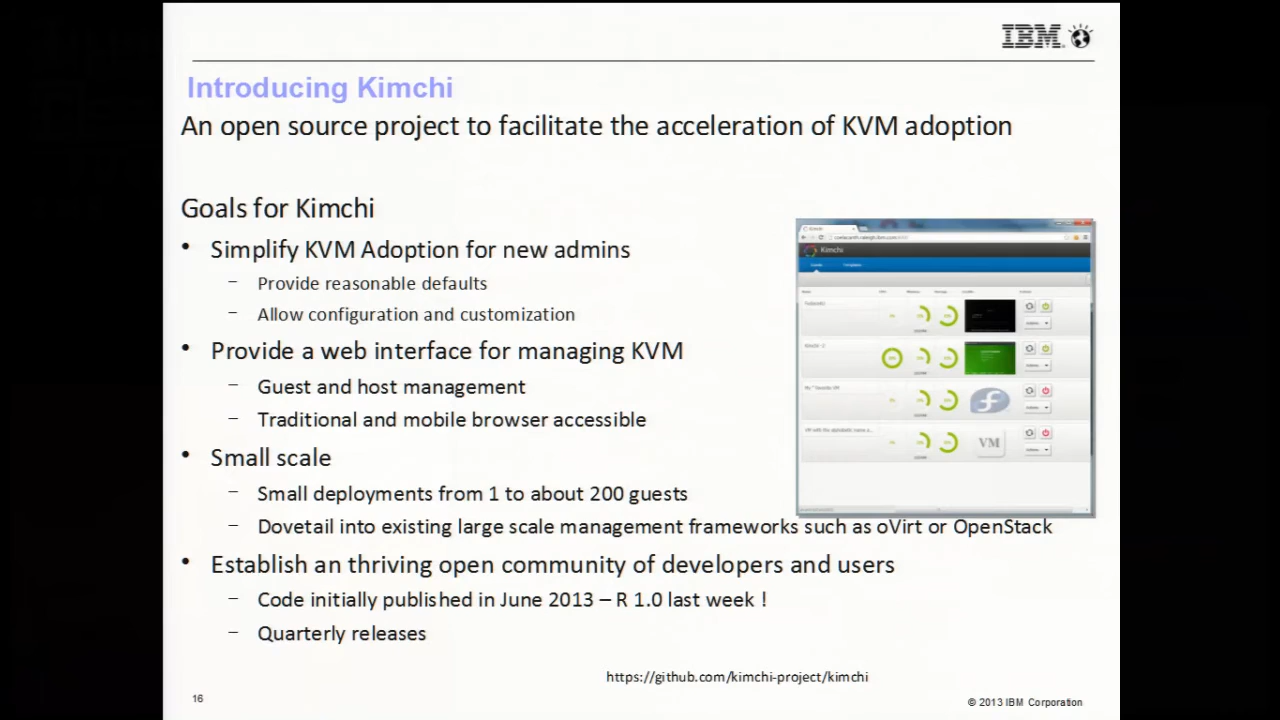 IBM
Introducing Kimchi
An open source project to facilitate the acceleration of KVM adoption
Goals for Kimchi
• Simplify KVM Adoption for new admins
– Provide reasonable defaults
– Allow configuration and customization
• Provide a web interface for managing KVM
– Guest and host management
– Traditional and mobile browser accessible
• Small scale
– Small deployments from 1 to about 200 guests
– Dovetail into existing large scale management frameworks such as oVirt or OpenStack
• Establish an thriving open community of developers and users
– Code initially published in June 2013 – R 1.0 last week !
– Quarterly releases
Kimchi
VM
https://github.com/kimchi-project/kimchi
16
© 2013 IBM Corporation